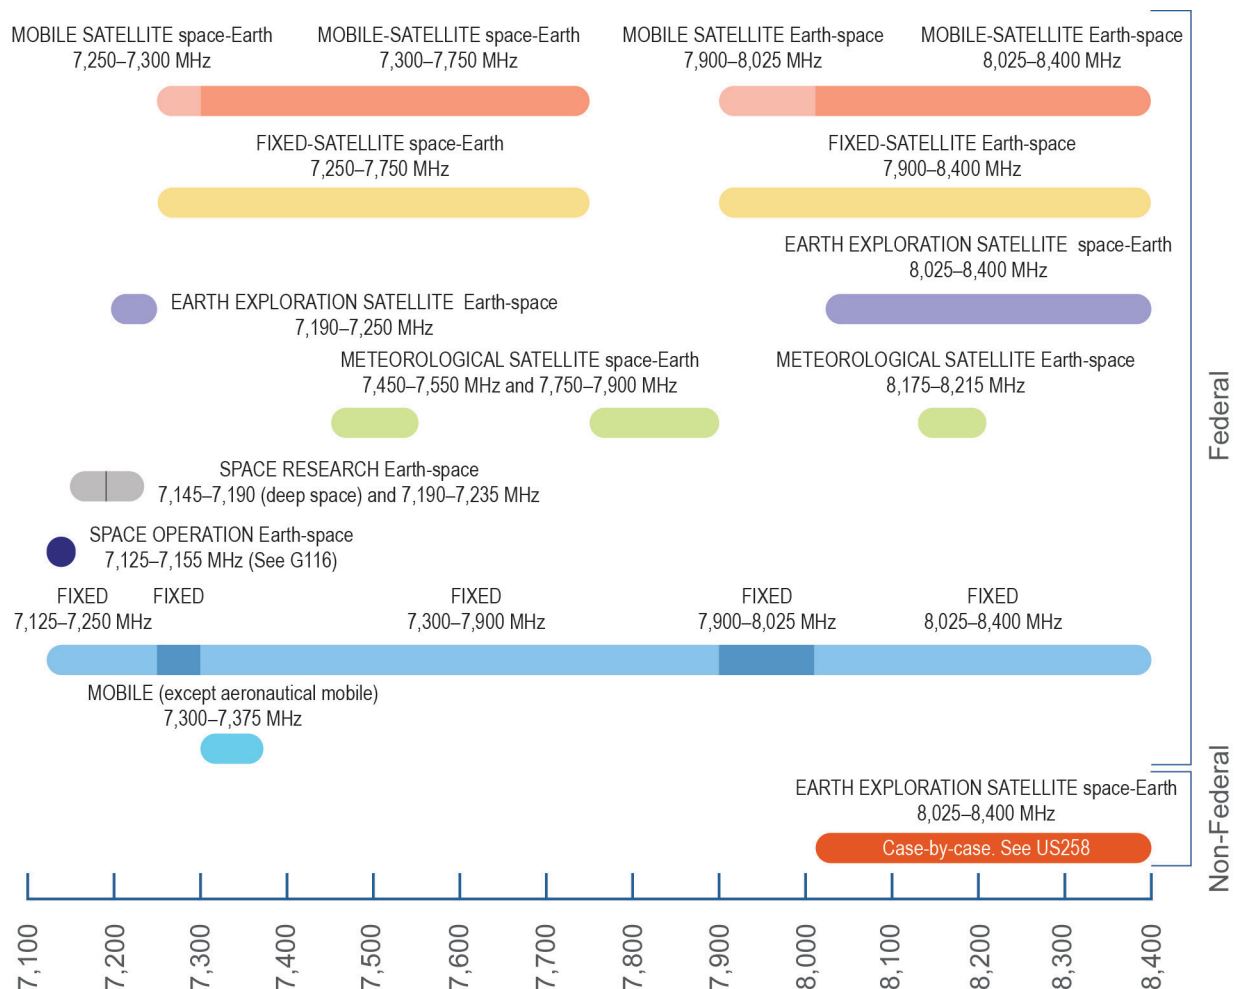 MOBILE SATELLITE space-Earth
7,250–7,300 MHz
MOBILE-SATELLITE space-Earth
7,300–7,750 MHz
MOBILE SATELLITE Earth-space
7,900–8,025 MHz
MOBILE-SATELLITE Earth-space
8,025–8,400 MHz
FIXED-SATELLITE space-Earth
7,250–7,750 MHz
FIXED-SATELLITE Earth-space
7,900–8,400 MHz
EARTH EXPLORATION SATELLITE space-Earth
8,025–8,400 MHz
EARTH EXPLORATION SATELLITE Earth-space
7,190–7,250 MHz
METEOROLOGICAL SATELLITE space-Earth
7,450–7,550 MHz and 7,750–7,900 MHz
METEOROLOGICAL SATELLITE Earth-space
8,175–8,215 MHz
SPACE RESEARCH Earth-space
7,145–7,190 (deep space) and 7,190–7,235 MHz
SPACE OPERATION Earth-space
7,125–7,155 MHz (See G116)
FIXED
7,125–7,250 MHz
FIXED
FIXED
7,300–7,900 MHz
FIXED
7,900–8,025 MHz
FIXED
8,025–8,400 MHz
MOBILE (except aeronautical mobile)
7,300–7,375 MHz
Federal
EARTH EXPLORATION SATELLITE space-Earth
8,025–8,400 MHz
Case-by-case. See US258
Non-Federal
7,100
7,200
7,300
7,400
7,500
7,600
7,700
7,800
7,900
8,000
8,100
8,200
8,300
8,400